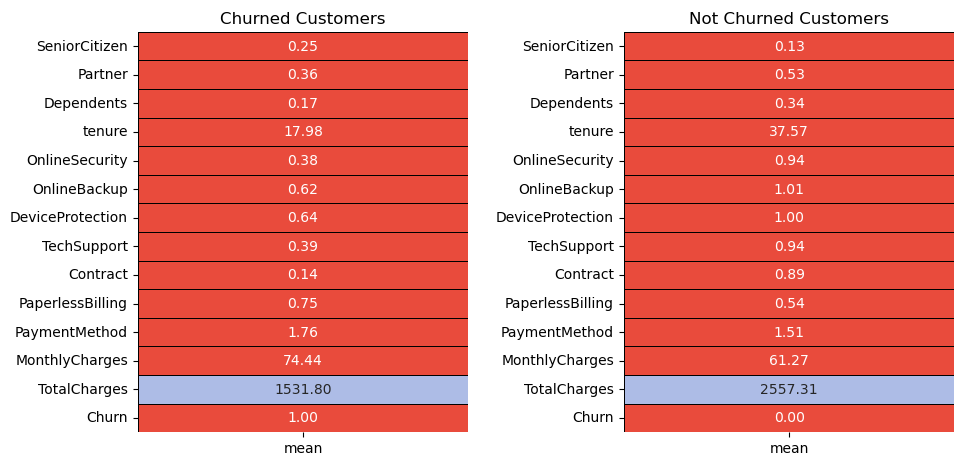 Churned Customers
SeniorCitizen 0.25
Partner 0.36
Dependents 0.17
tenure 17.98
OnlineSecurity 0.38
OnlineBackup 0.62
DeviceProtection 0.64
TechSupport 0.39
Contract 0.14
PaperlessBilling 0.75
PaymentMethod 1.76
MonthlyCharges 74.44
TotalCharges 1531.80
Churn 1.00
mean
Not Churned Customers
SeniorCitizen 0.13
Partner 0.53
Dependents 0.34
tenure 37.57
OnlineSecurity 0.94
OnlineBackup 1.01
DeviceProtection 1.00
TechSupport 0.94
Contract 0.89
PaperlessBilling 0.54
PaymentMethod 1.51
MonthlyCharges 61.27
TotalCharges 2557.31
Churn 0.00
mean